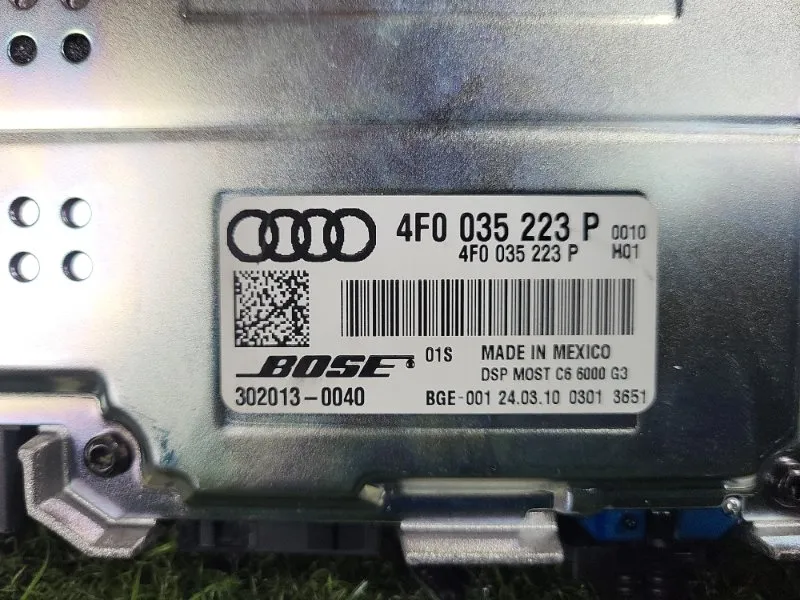 4F0 035 223 P 0010
4F0 035 223 P H01
BOSE 01S MADE IN MEXICO
DSP MOST C6 6000 G3
302013-0040 BGE-001 24.03.10 0301 3651